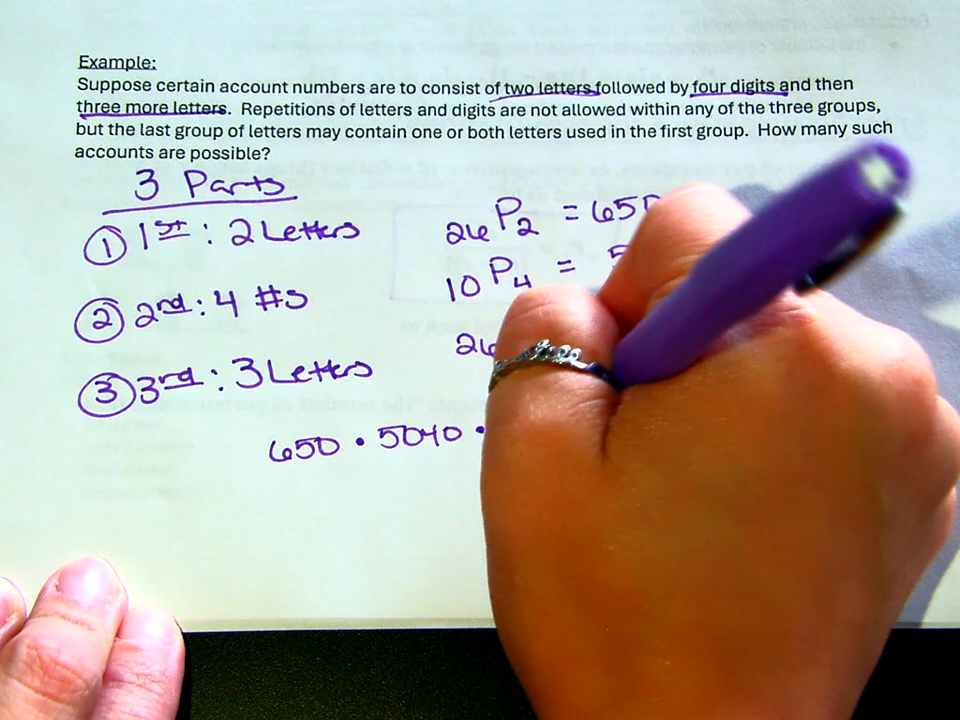 Example:
Suppose certain account numbers are to consist of two letters followed by four digits and then
three more letters. Repetitions of letters and digits are not allowed within any of the three groups,
but the last group of letters may contain one or both letters used in the first group. How many such
accounts are possible?
3 Parts
① 1st : 2 Letters 26P2 = 650
② 2nd : 4 #s 10P4 =
③ 3rd : 3 Letters 26
650 • 5040 •